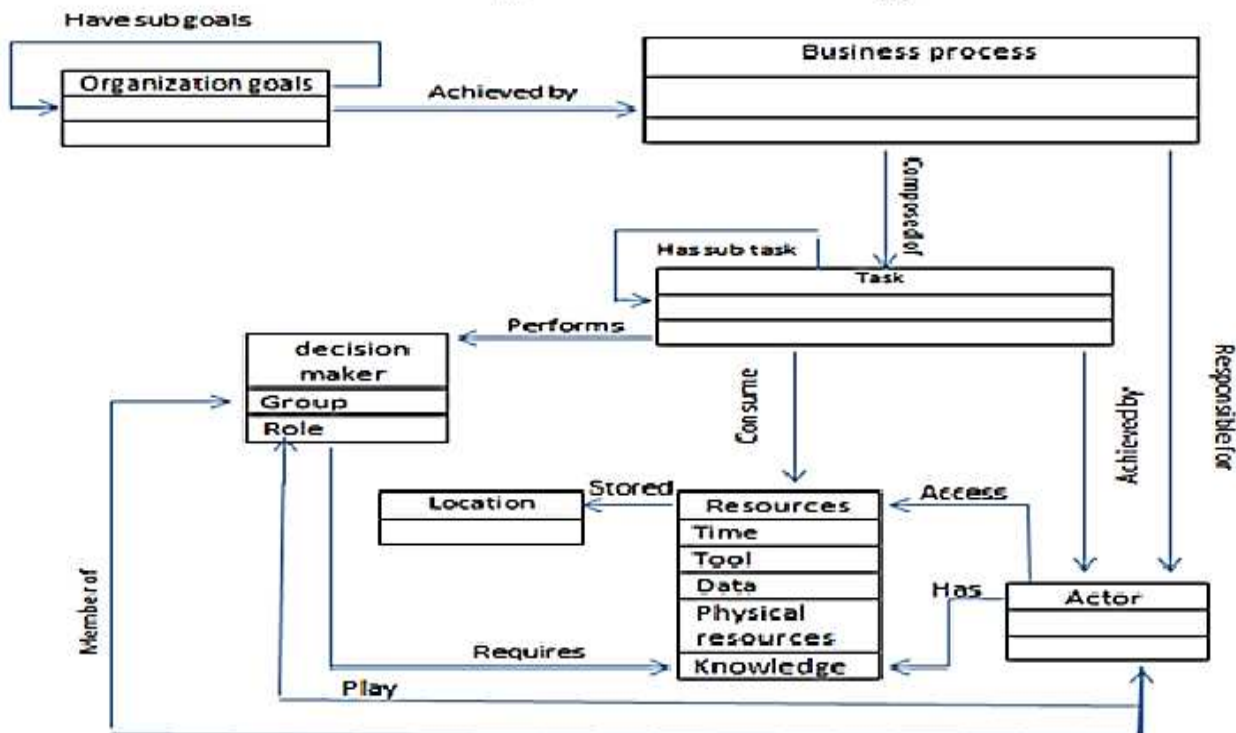 Have sub goals
Business process
Organization goals
Achieved by
Composed of
Has sub task
Task
Performs
decision
maker
Group
Role
Consume
Achieved by
Responsible for
Location
Stored
Resources
Access
Time
Tool
Data
Has
Actor
Physical
resources
Member of
Requires
Knowledge
Play